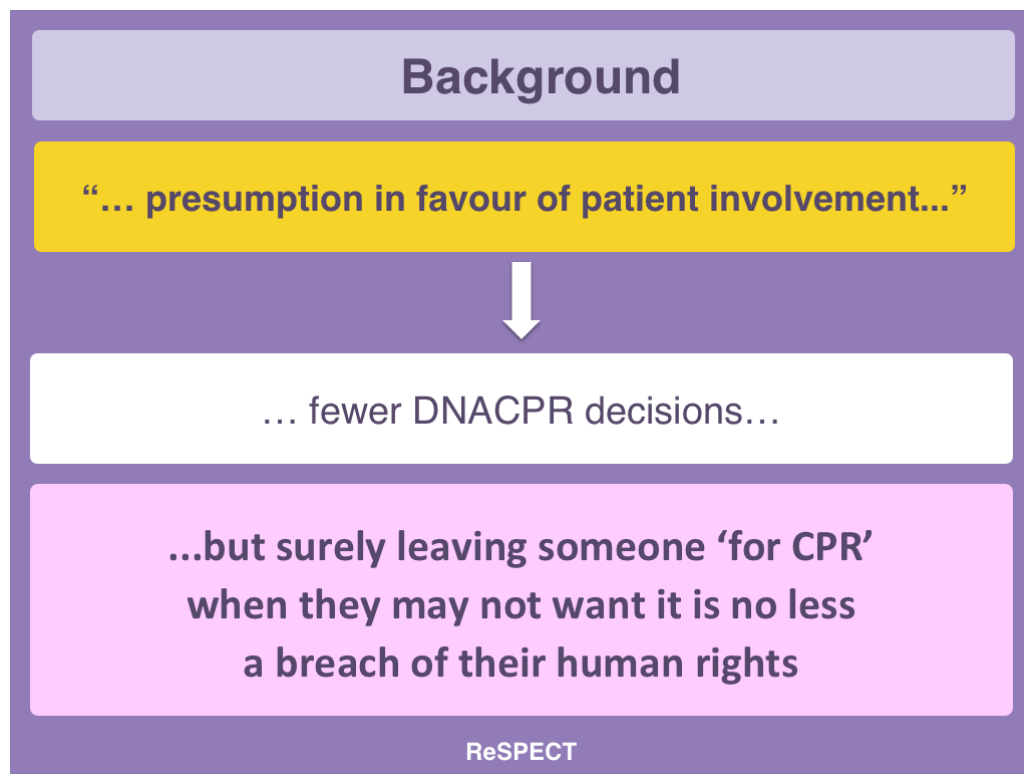 Background
“… presumption in favour of patient involvement...”
… fewer DNACPR decisions…
...but surely leaving someone ‘for CPR’
when they may not want it is no less
a breach of their human rights
ReSPECT